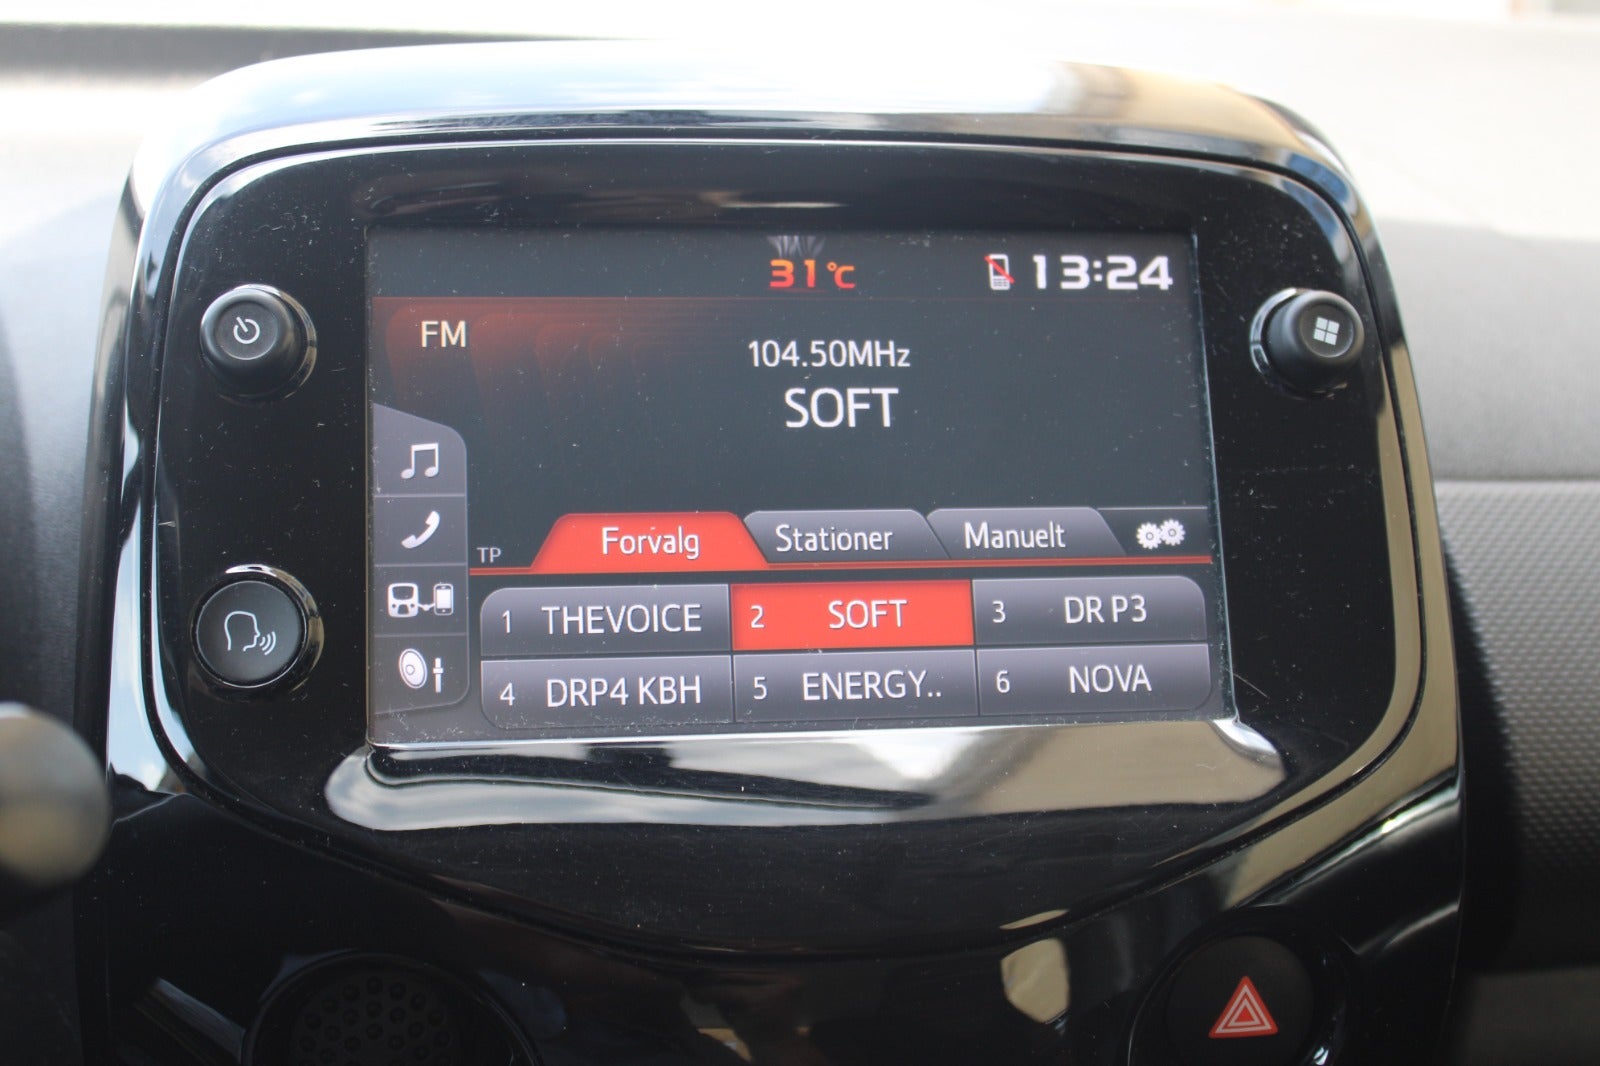 31°C 13:24
FM
104.50MHz
SOFT
TP Forvalg Stationer Manuelt
1 THEVOICE 2 SOFT 3 DR P3
4 DRP4 KBH 5 ENERGY.. 6 NOVA